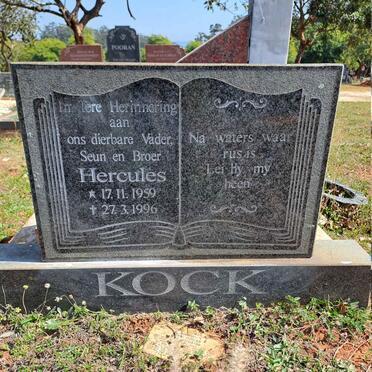 POORAN
In tere Herinnering
aan
ons dierbare Vader,
Seun en Broer
Hercules
* 17.11.1959
† 27.3.1996
Na waters waar
rus is
Lei hy my
heen
KOCK